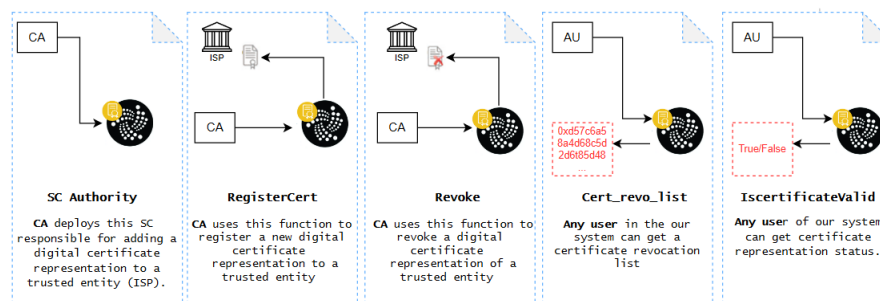 CA
SC Authority
CA deploys this SC
responsible for adding a
digital certificate
representation to a
trusted entity (ISP).
ISP
CA
RegisterCert
CA uses this function to
register a new digital
certificate
representation to a
trusted entity
ISP
CA
Revoke
CA uses this function to
revoke a digital
certificate
representation of a
trusted entity
AU
0xd57c6a5
8a4d68c5d
2d6t85d48
...
Cert_revo_list
Any user in the our
system can get a
certificate revocation
list
AU
True/False
IscertificateValid
Any user of our system
can get certificate
representation status.